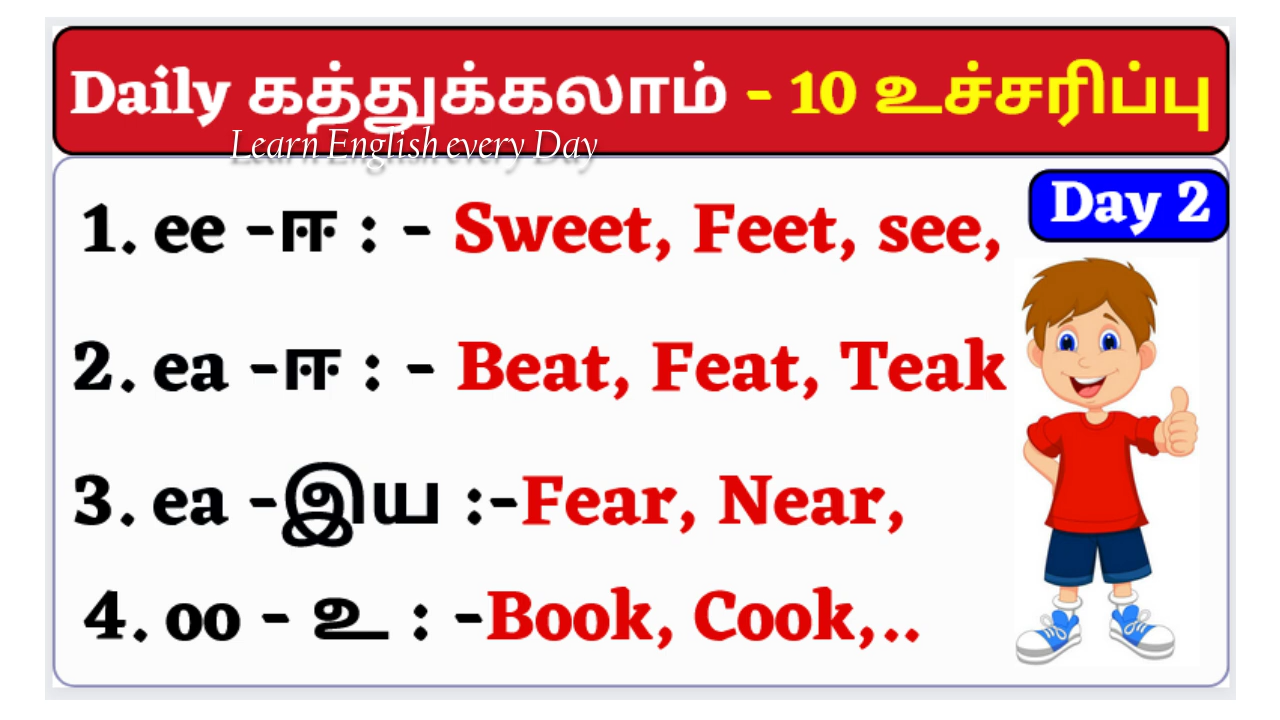 Daily கத்துக்கலாம் - 10 உச்சரிப்பு
Learn English every Day
Day 2
1. ee -ஈ : - Sweet, Feet, see,
2. ea -ஈ : - Beat, Feat, Teak
3. ea -இய :-Fear, Near,
4. oo - உ : -Book, Cook,..